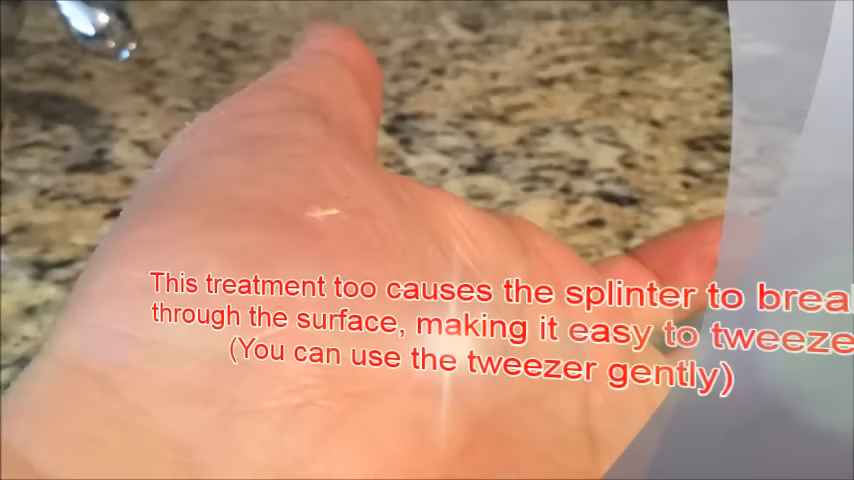 This treatment too causes the splinter to brea
through the surface, making it easy to tweeze
(You can use the tweezer gently)